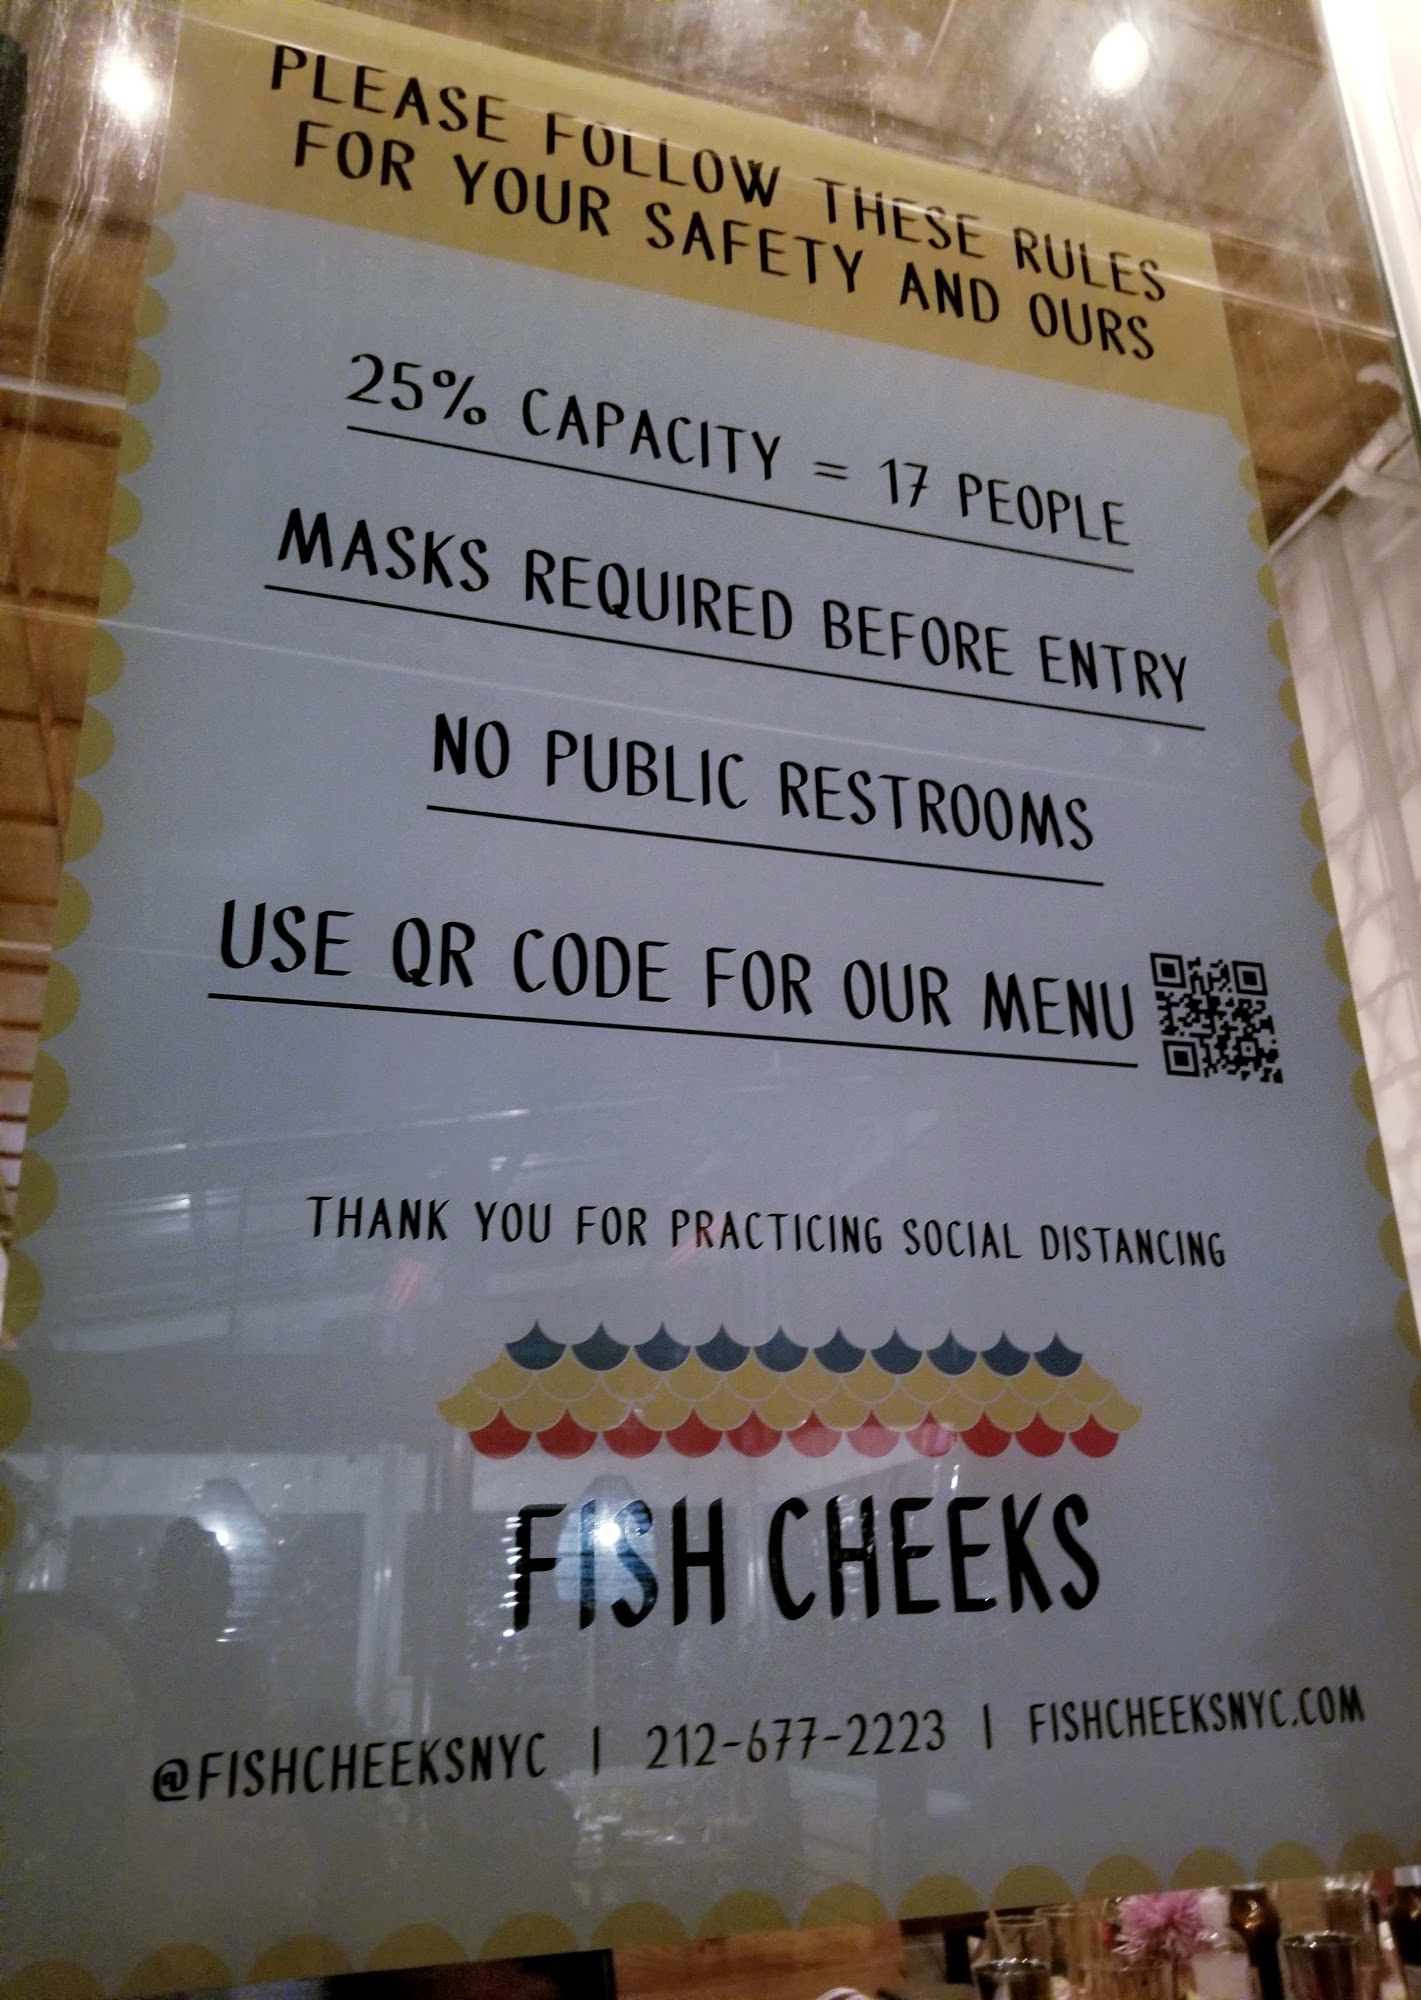 PLEASE FOLLOW THESE RULES
FOR YOUR SAFETY AND OURS
25% CAPACITY = 17 PEOPLE
MASKS REQUIRED BEFORE ENTRY
NO PUBLIC RESTROOMS
USE QR CODE FOR OUR MENU
THANK YOU FOR PRACTICING SOCIAL DISTANCING
FISH CHEEKS
@FISHCHEEKSNYC | 212-677-2223 | FISHCHEEKSNYC.COM